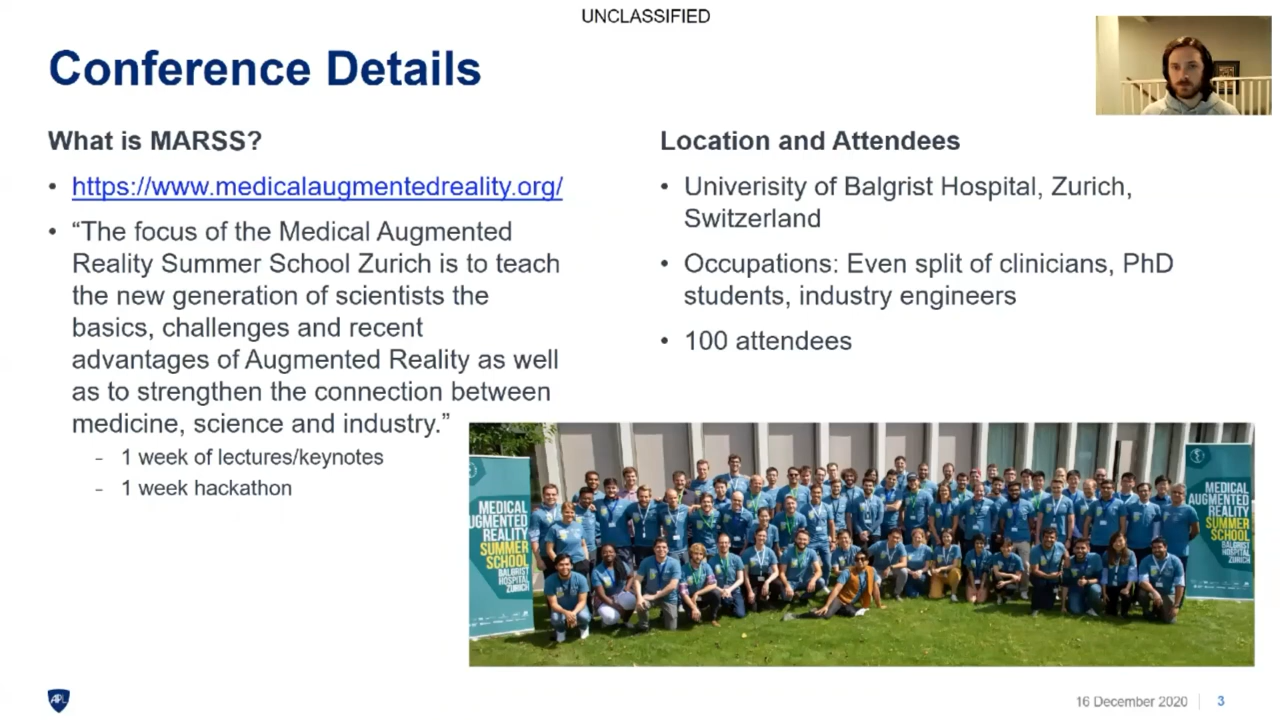 UNCLASSIFIED
Conference Details
What is MARSS?
• https://www.medicalaugmentedreality.org/
• “The focus of the Medical Augmented
Reality Summer School Zurich is to teach
the new generation of scientists the
basics, challenges and recent
advantages of Augmented Reality as well
as to strengthen the connection between
medicine, science and industry.”
- 1 week of lectures/keynotes
- 1 week hackathon
Location and Attendees
• Univerisity of Balgrist Hospital, Zurich,
Switzerland
• Occupations: Even split of clinicians, PhD
students, industry engineers
• 100 attendees
MEDICAL
UGMENTED
REALITY
SUMMER
SCHOOL
BALGRIST
HOSPITAL
ZURICH
MEDICAL
AUGMENTED
REALITY
SUMMER
SCHOOL
BALGRIST
HOSPITAL
ZURICH
APL
16 December 2020
3